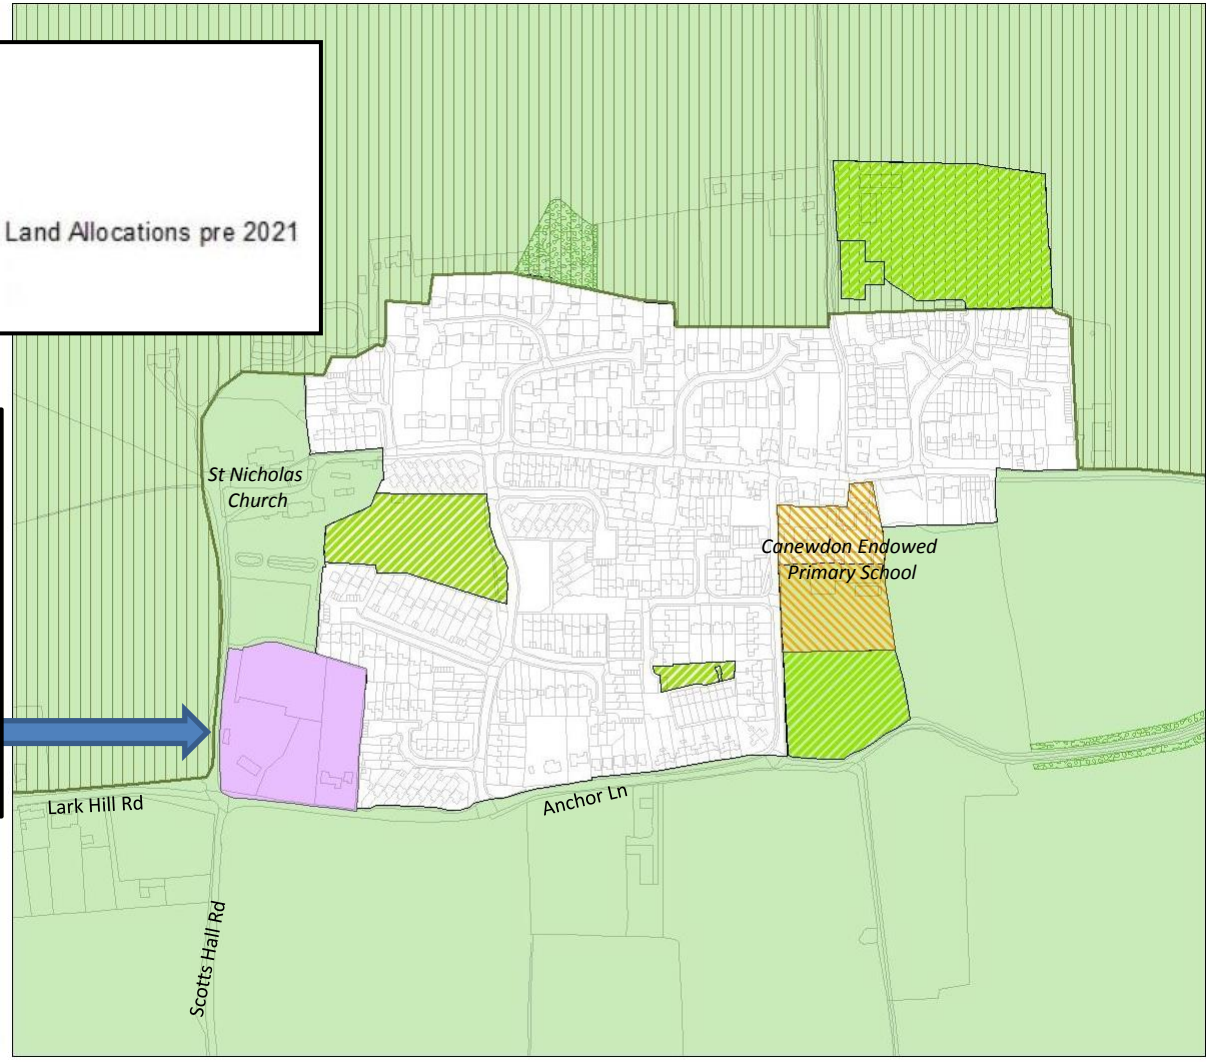 Land Allocations pre 2021
St Nicholas
Church
Canewdon Endowed
Primary School
Anchor Ln
Lark Hill Rd
Scotts Hall Rd